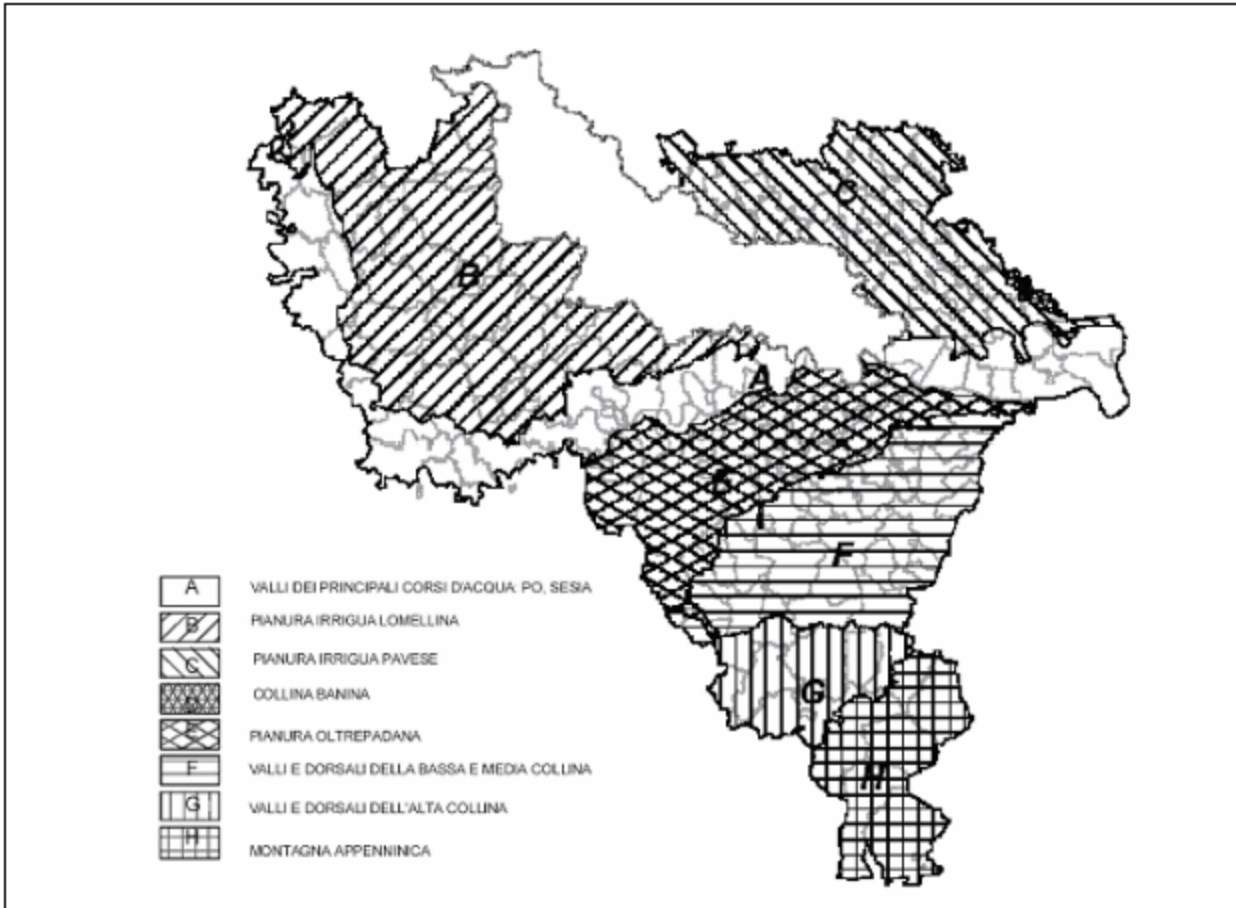 C
B
A
E
F
G
H
A VALLI DEI PRINCIPALI CORSI D'ACQUA: PO, SESIA
B PIANURA IRRIGUA LOMELLINA
C PIANURA IRRIGUA PAVESE
D COLLINA BANINA
E PIANURA OLTREPADANA
F VALLI E DORSALI DELLA BASSA E MEDIA COLLINA
G VALLI E DORSALI DELL'ALTA COLLINA
H MONTAGNA APPENNINICA